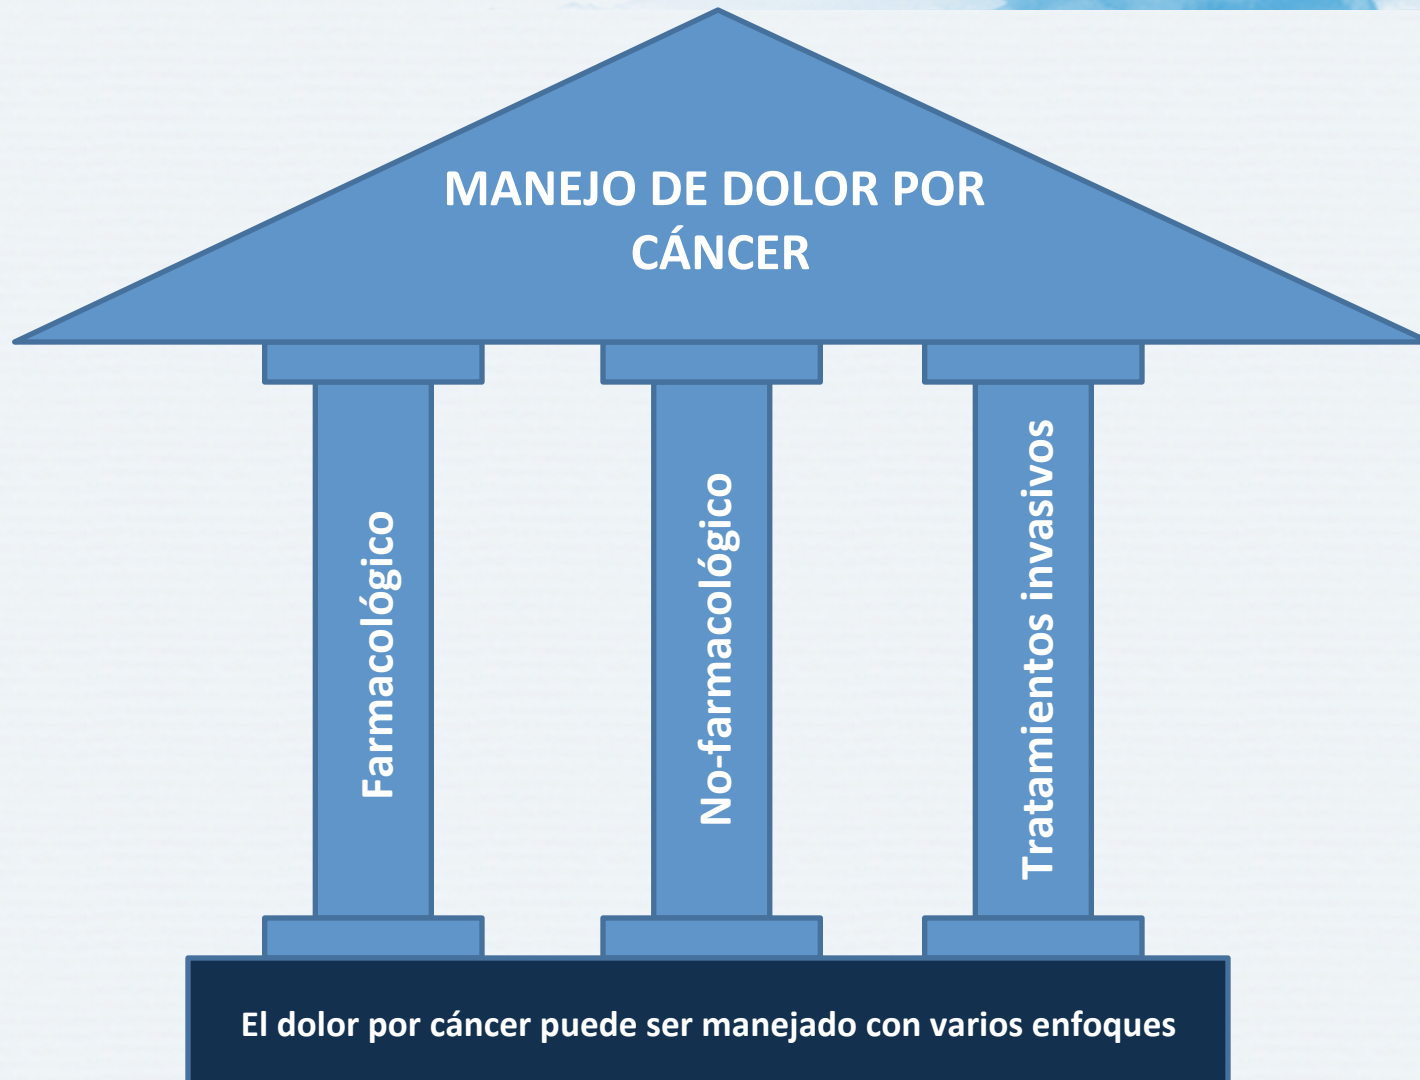 MANEJO DE DOLOR POR
CÁNCER
Farmacológico
No-farmacológico
Tratamientos invasivos
El dolor por cáncer puede ser manejado con varios enfoques